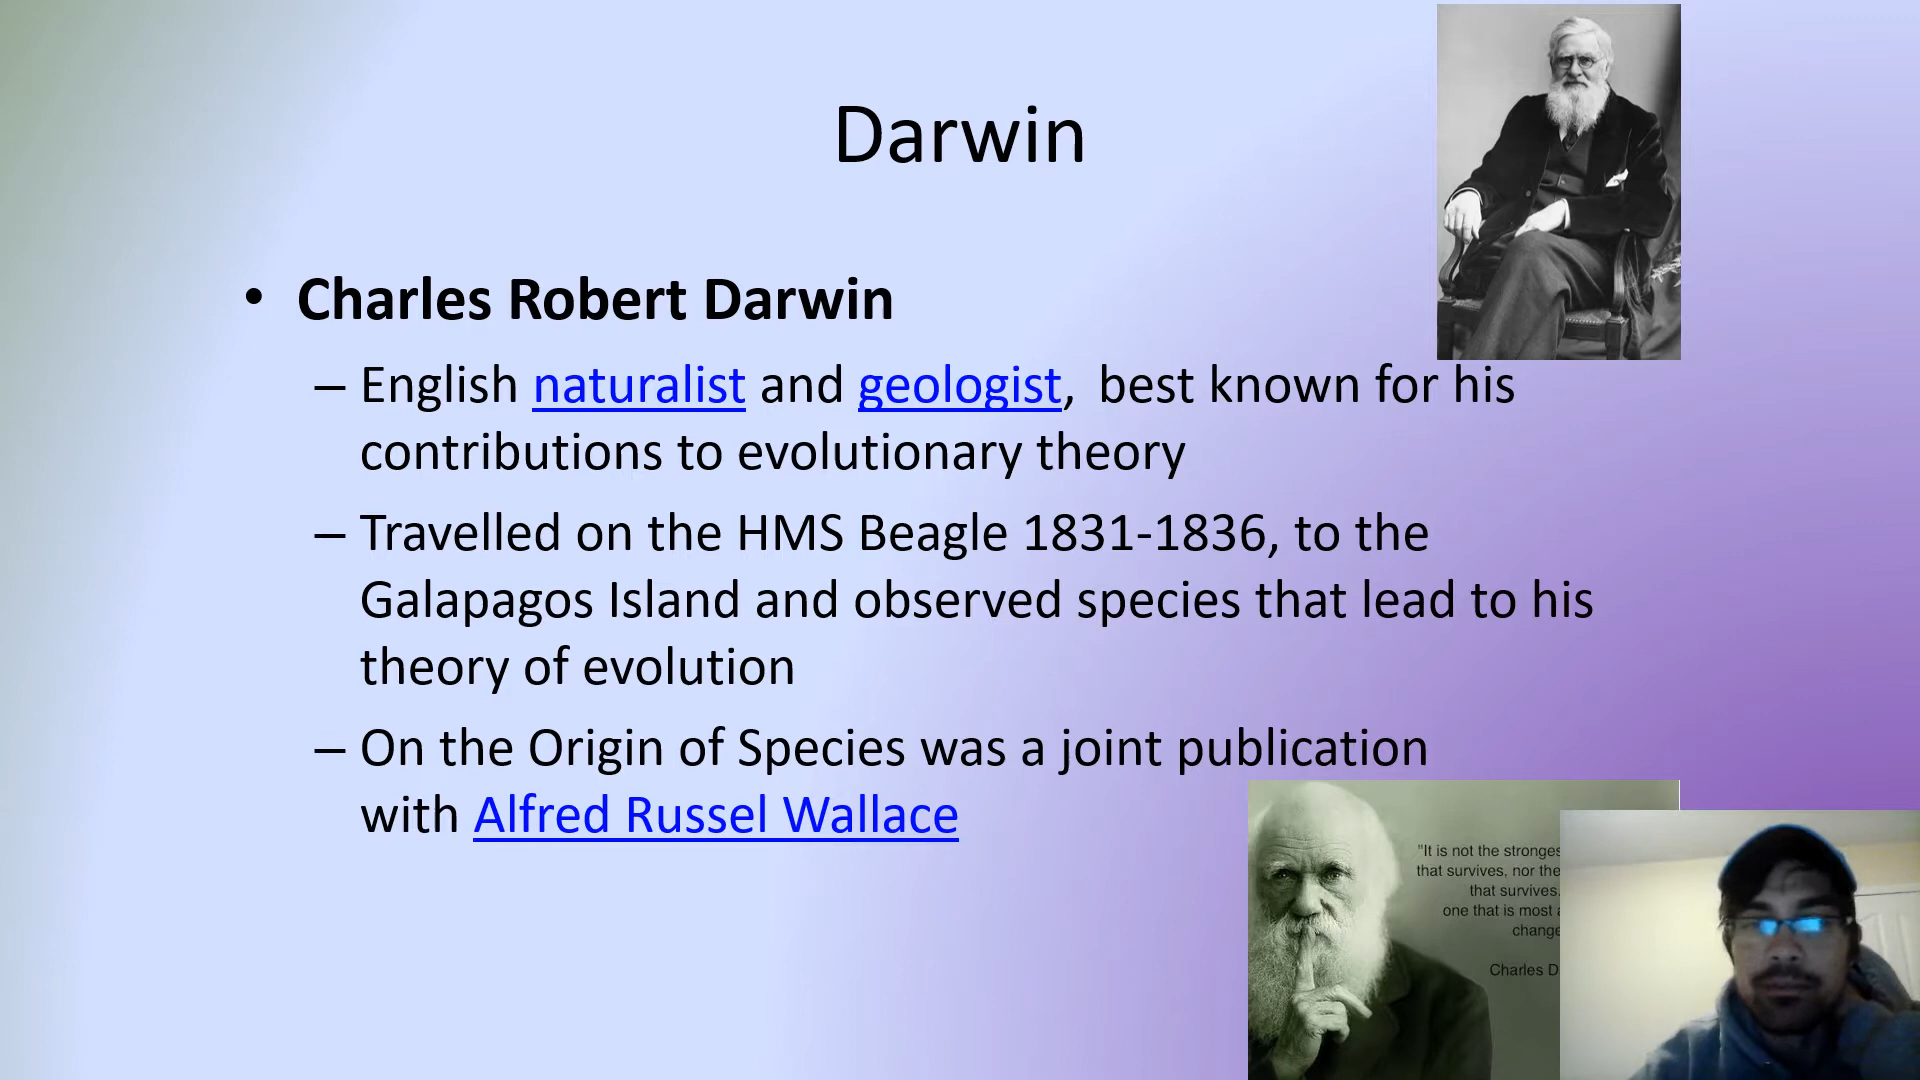 Darwin
• Charles Robert Darwin
– English naturalist and geologist,  best known for his
contributions to evolutionary theory
– Travelled on the HMS Beagle 1831-1836, to the
Galapagos Island and observed species that lead to his
theory of evolution
– On the Origin of Species was a joint publication
with Alfred Russel Wallace
"It is not the stronges
that survives, nor the
that survives.
one that is most
change
Charles D